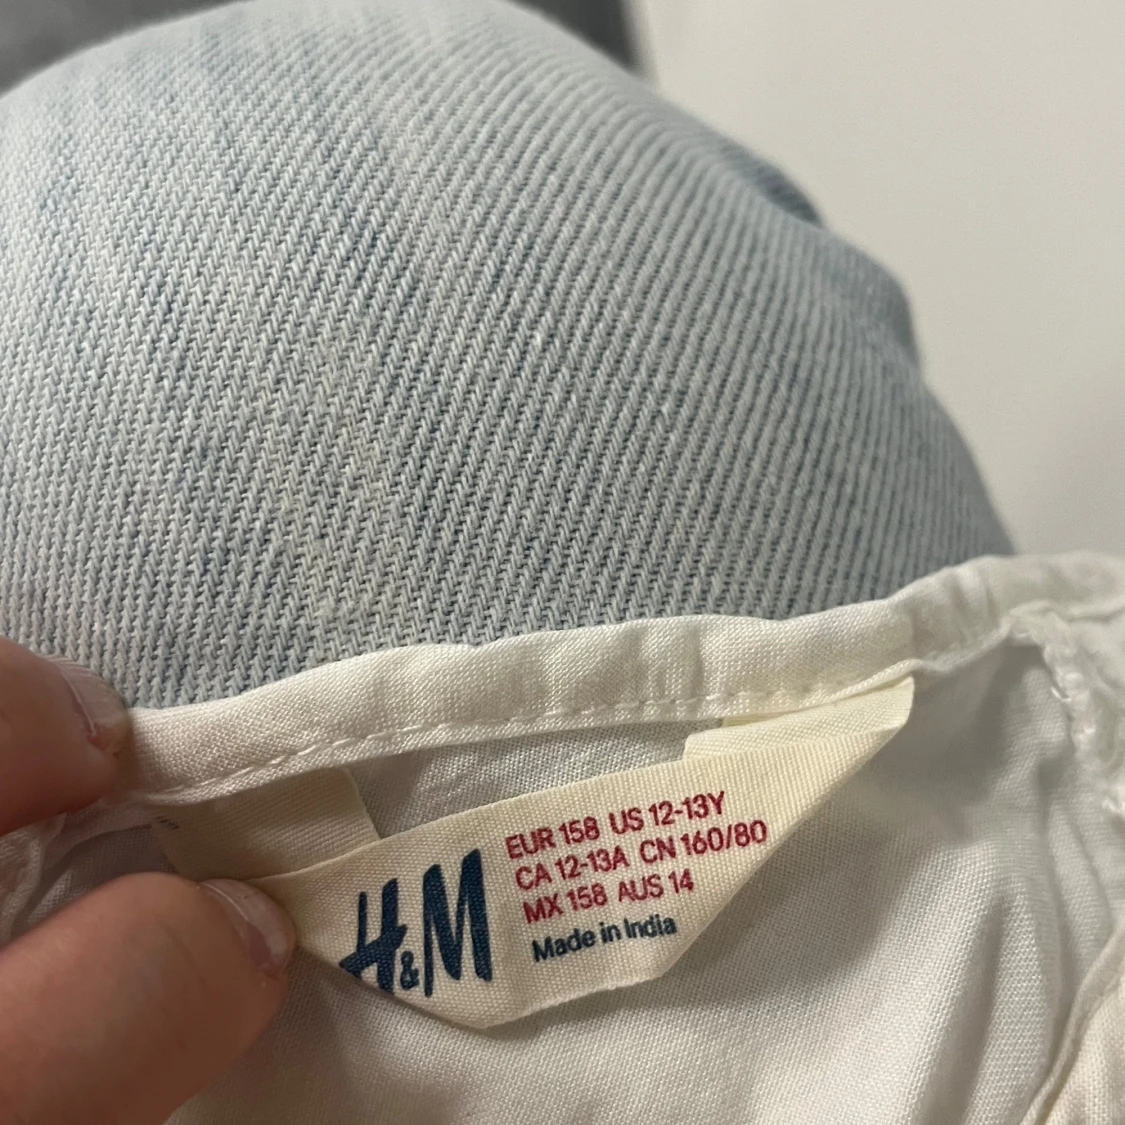 H&M
EUR 158 US 12-13Y
CA 12-13A CN 160/80
MX 158 AUS 14
Made in India